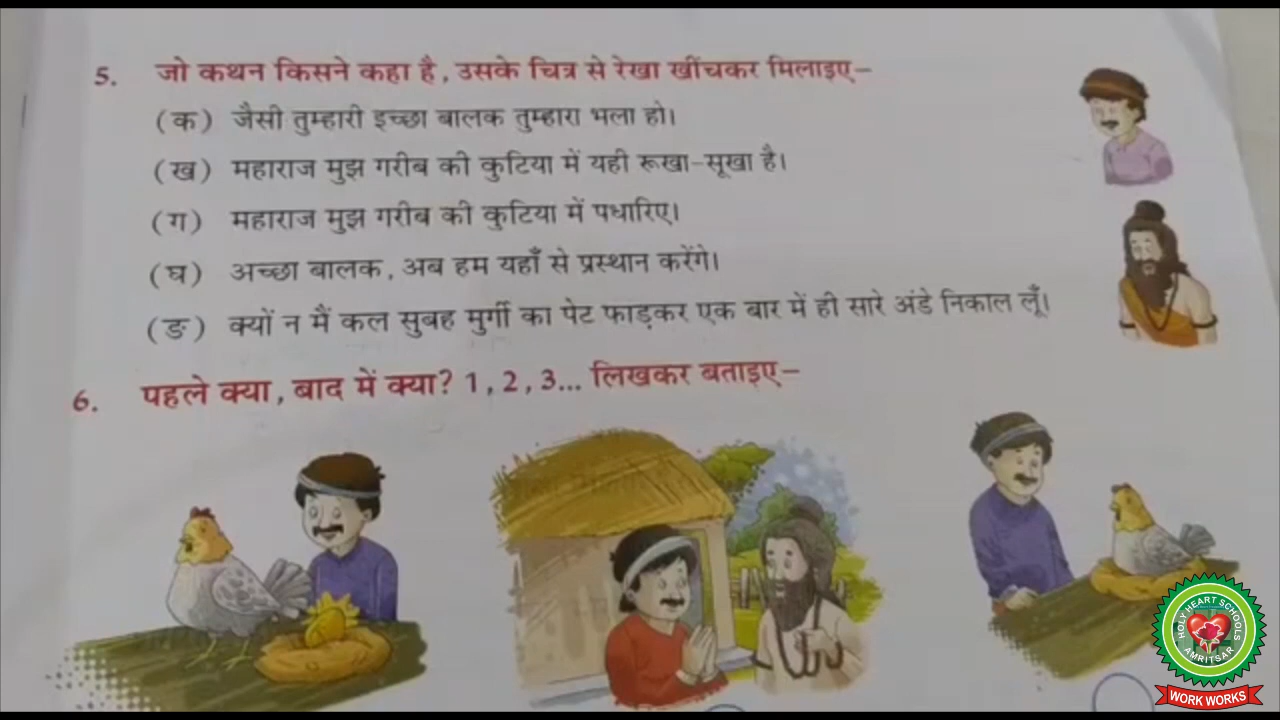 5. जो कथन किसने कहा है, उसके चित्र से रेखा खींचकर मिलाइए–
(क) जैसी तुम्हारी इच्छा बालक तुम्हारा भला हो।
(ख) महाराज मुझ गरीब की कुटिया में यही रूखा-सूखा है।
(ग) महाराज मुझ गरीब की कुटिया में पधारिए।
(घ) अच्छा बालक, अब हम यहाँ से प्रस्थान करेंगे।
(ङ) क्यों न मैं कल सुबह मुर्गी का पेट फाड़कर एक बार में ही सारे अंडे निकाल लूँ।
6. पहले क्या, बाद में क्या? 1, 2, 3... लिखकर बताइए–
HOLY HEART SCHOOLS
AMRITSAR
WORK WORKS